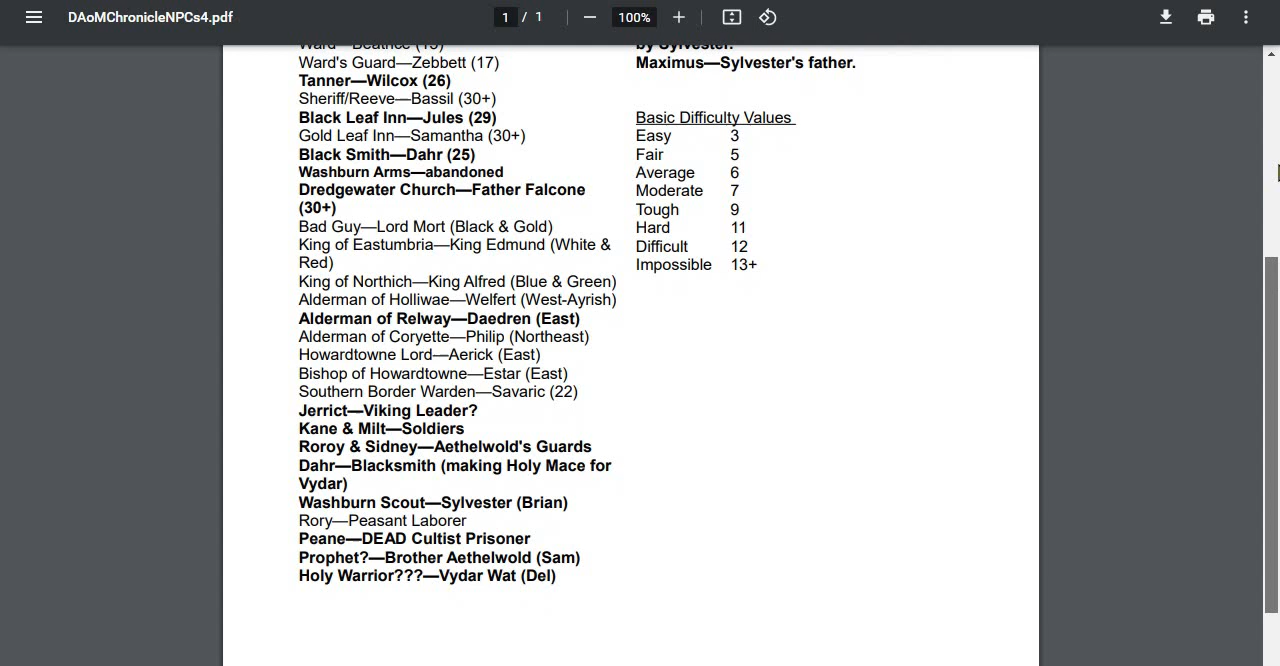 DAoMChronicleNPCs4.pdf
1 / 1
100%
Ward—Beatrice (19)
Ward's Guard—Zebbett (17)
Tanner—Wilcox (26)
Sheriff/Reeve—Bassil (30+)
Black Leaf Inn—Jules (29)
Gold Leaf Inn—Samantha (30+)
Black Smith—Dahr (25)
Washburn Arms—abandoned
Dredgewater Church—Father Falcone
(30+)
Bad Guy—Lord Mort (Black & Gold)
King of Eastumbria—King Edmund (White &
Red)
King of Northich—King Alfred (Blue & Green)
Alderman of Holliwae—Welfert (West-Ayrish)
Alderman of Relway—Daedren (East)
Alderman of Coryette—Philip (Northeast)
Howardtowne Lord—Aerick (East)
Bishop of Howardtowne—Estar (East)
Southern Border Warden—Savaric (22)
Jerrict—Viking Leader?
Kane & Milt—Soldiers
Roroy & Sidney—Aethelwold's Guards
Dahr—Blacksmith (making Holy Mace for
Vydar)
Washburn Scout—Sylvester (Brian)
Rory—Peasant Laborer
Peane—DEAD Cultist Prisoner
Prophet?—Brother Aethelwold (Sam)
Holy Warrior???—Vydar Wat (Del)
by Sylvester.
Maximus—Sylvester's father.
Basic Difficulty Values
Easy 3
Fair 5
Average 6
Moderate 7
Tough 9
Hard 11
Difficult 12
Impossible 13+